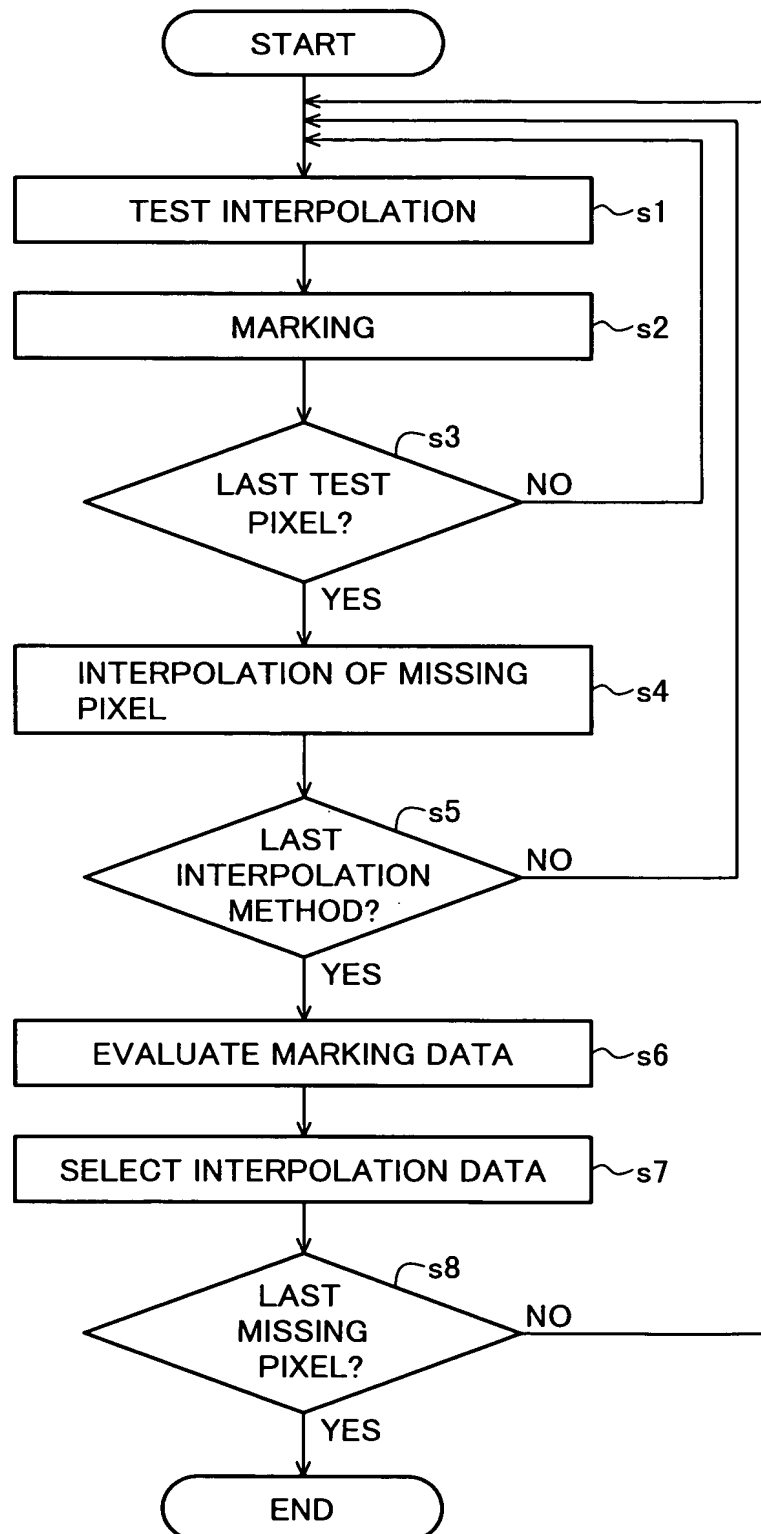 START
TEST INTERPOLATION
s1
MARKING
s2
s3
LAST TEST
PIXEL?
NO
YES
INTERPOLATION OF MISSING
PIXEL
s4
s5
LAST
INTERPOLATION
METHOD?
NO
YES
EVALUATE MARKING DATA
s6
SELECT INTERPOLATION DATA
s7
s8
LAST
MISSING
PIXEL?
NO
YES
END